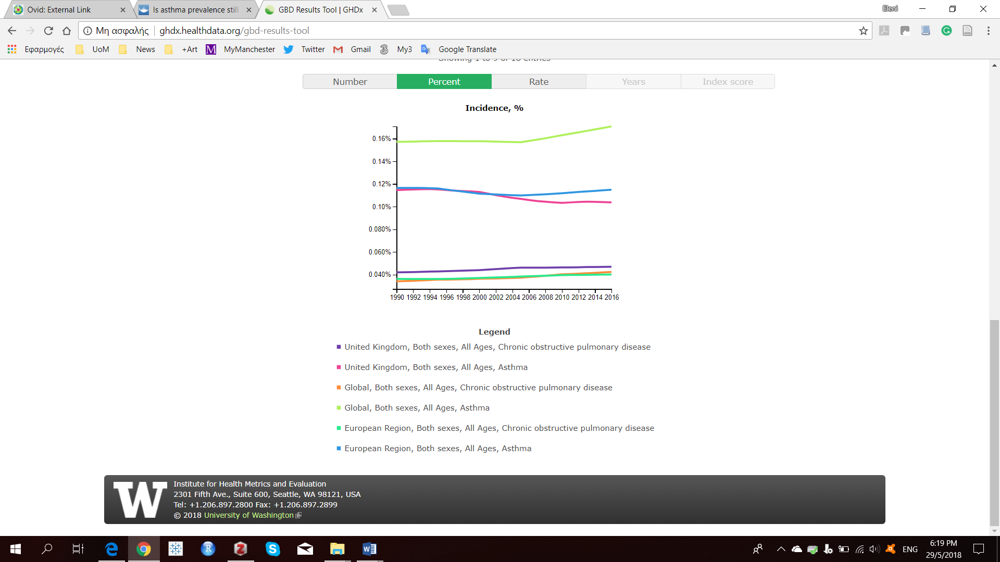 Ovid: External Link
Is asthma prevalence still
GBD Results Tool | GHDx
Eleni
Μη ασφαλής
ghdx.healthdata.org/gbd-results-tool
Εφαρμογές
UoM
News
+Art
MyManchester
Twitter
Gmail
My3
Google Translate
Showing 1 to 9 of 18 entries
Number
Percent
Rate
Years
Index score
Incidence, %
0.16%
0.14%
0.12%
0.10%
0.080%
0.060%
0.040%
1990 1992 1994 1996 1998 2000 2002 2004 2006 2008 2010 2012 2014 2016
Legend
United Kingdom, Both sexes, All Ages, Chronic obstructive pulmonary disease
United Kingdom, Both sexes, All Ages, Asthma
Global, Both sexes, All Ages, Chronic obstructive pulmonary disease
Global, Both sexes, All Ages, Asthma
European Region, Both sexes, All Ages, Chronic obstructive pulmonary disease
European Region, Both sexes, All Ages, Asthma
W
Institute for Health Metrics and Evaluation
2301 Fifth Ave., Suite 600, Seattle, WA 98121, USA
Tel: +1.206.897.2800 Fax: +1.206.897.2899
© 2018 University of Washington
ENG
6:19 PM
29/5/2018